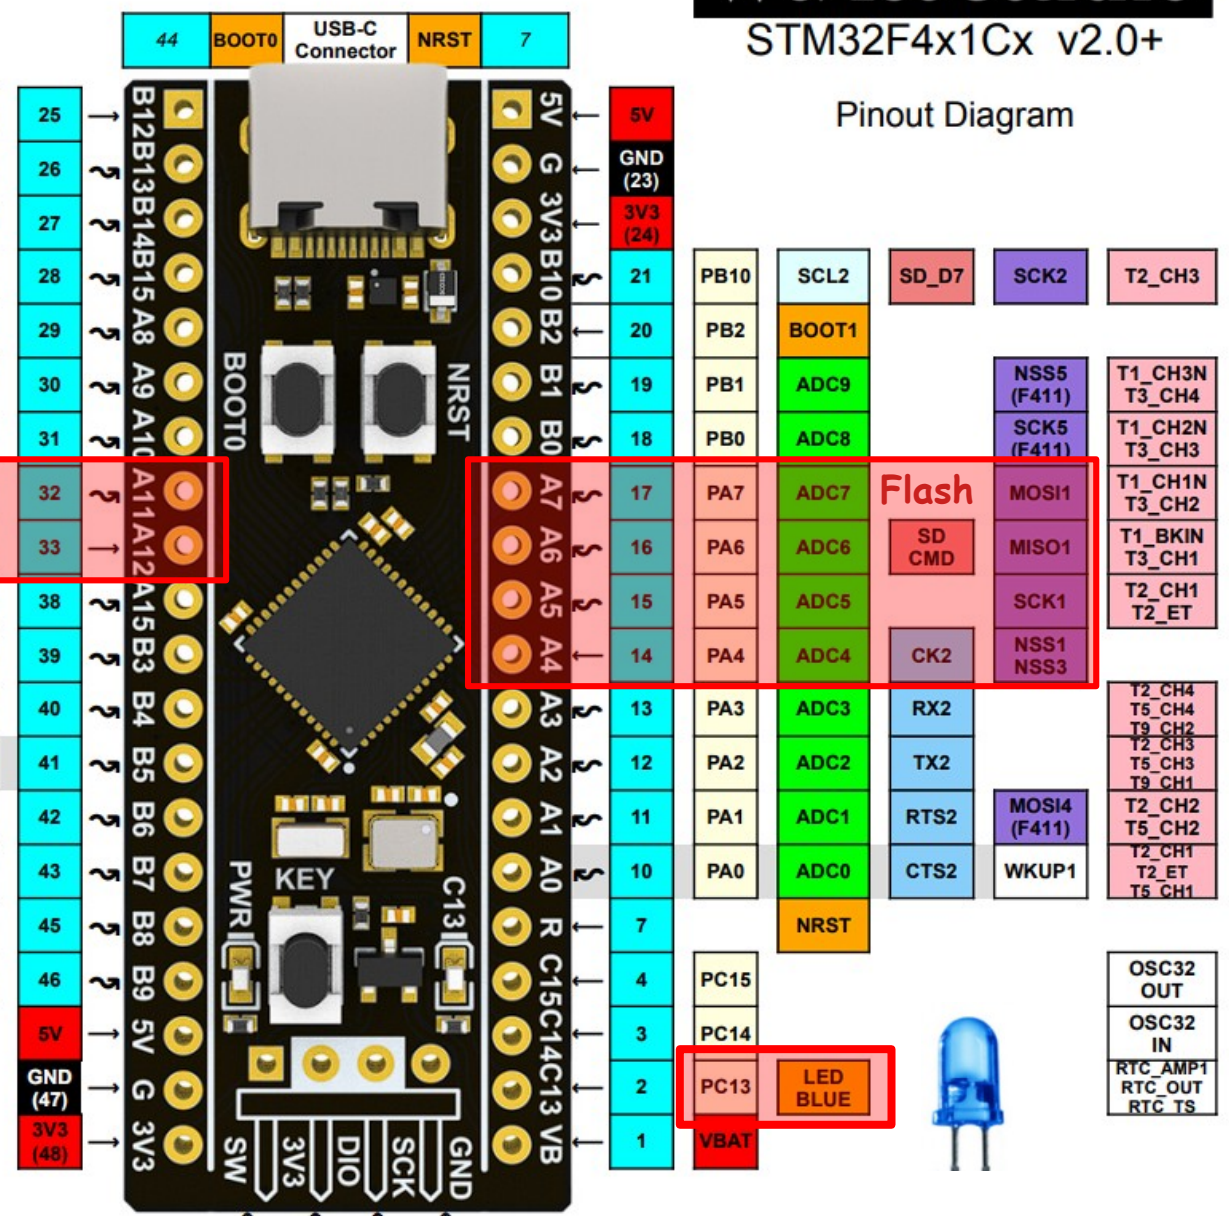 STM32F4x1Cx v2.0+
Pinout Diagram
44 BOOT0 USB-C Connector NRST 7
25 B12 5V 5V
26 B13 G GND (23)
27 B14 3V3 3V3 (24)
28 B15 B10 21 PB10 SCL2 SD_D7 SCK2 T2_CH3
29 A8 B2 20 PB2 BOOT1
30 A9 B1 19 PB1 ADC9 NSS5 (F411) T1_CH3N T3_CH4
31 A10 B0 18 PB0 ADC8 SCK5 (F411) T1_CH2N T3_CH3
BOOT0 NRST
32 A11 A7 17 PA7 ADC7 Flash MOSI1 T1_CH1N T3_CH2
33 A12 A6 16 PA6 ADC6 SD CMD MISO1 T1_BKIN T3_CH1
38 A15 A5 15 PA5 ADC5 SCK1 T2_CH1 T2_ET
39 B3 A4 14 PA4 ADC4 CK2 NSS1 NSS3
40 B4 A3 13 PA3 ADC3 RX2 T2_CH4 T5_CH4 T9_CH2
41 B5 A2 12 PA2 ADC2 TX2 T2_CH3 T5_CH3 T9_CH1
42 B6 A1 11 PA1 ADC1 RTS2 MOSI4 (F411) T2_CH2 T5_CH2
43 B7 A0 10 PA0 ADC0 CTS2 WKUP1 T2_CH1 T2_ET T5_CH1
PWR KEY C13
45 B8 R 7 NRST
46 B9 C15 4 PC15 OSC32 OUT
5V 5V C14 3 PC14 OSC32 IN
GND (47) G C13 2 PC13 LED BLUE RTC_AMP1 RTC_OUT RTC_TS
3V3 (48) 3V3 VB 1 VBAT
SW 3V3 DIO SCK GND